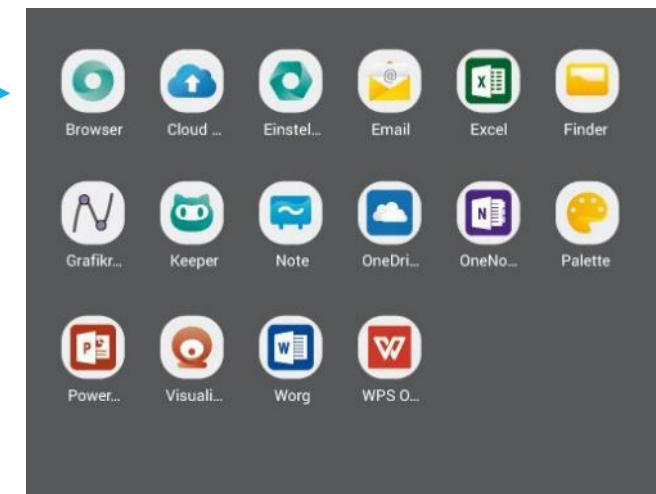 Browser Cloud ... Einstel... Email Excel Finder
Grafikr... Keeper Note OneDri... OneNo... Palette
Power... Visuali... Worg WPS O...